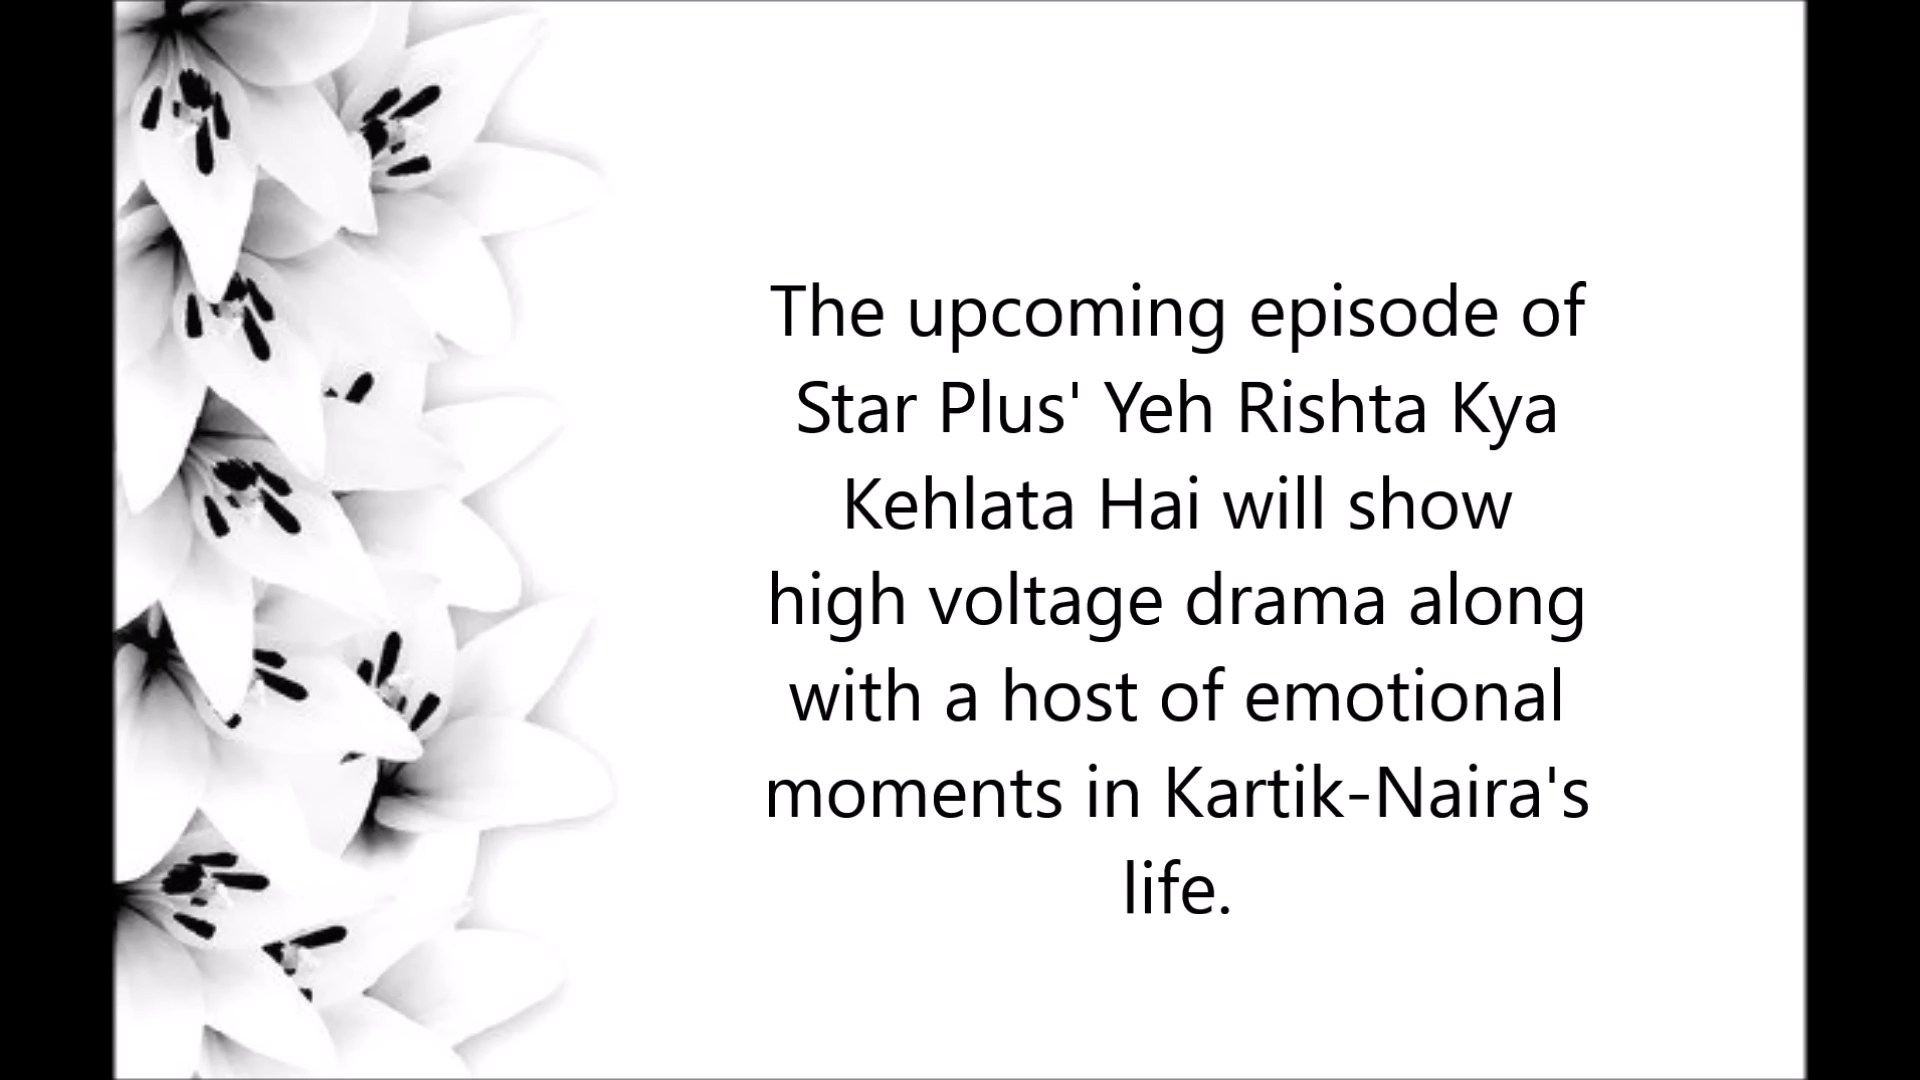 The upcoming episode of
Star Plus' Yeh Rishta Kya
Kehlata Hai will show
high voltage drama along
with a host of emotional
moments in Kartik-Naira's
life.